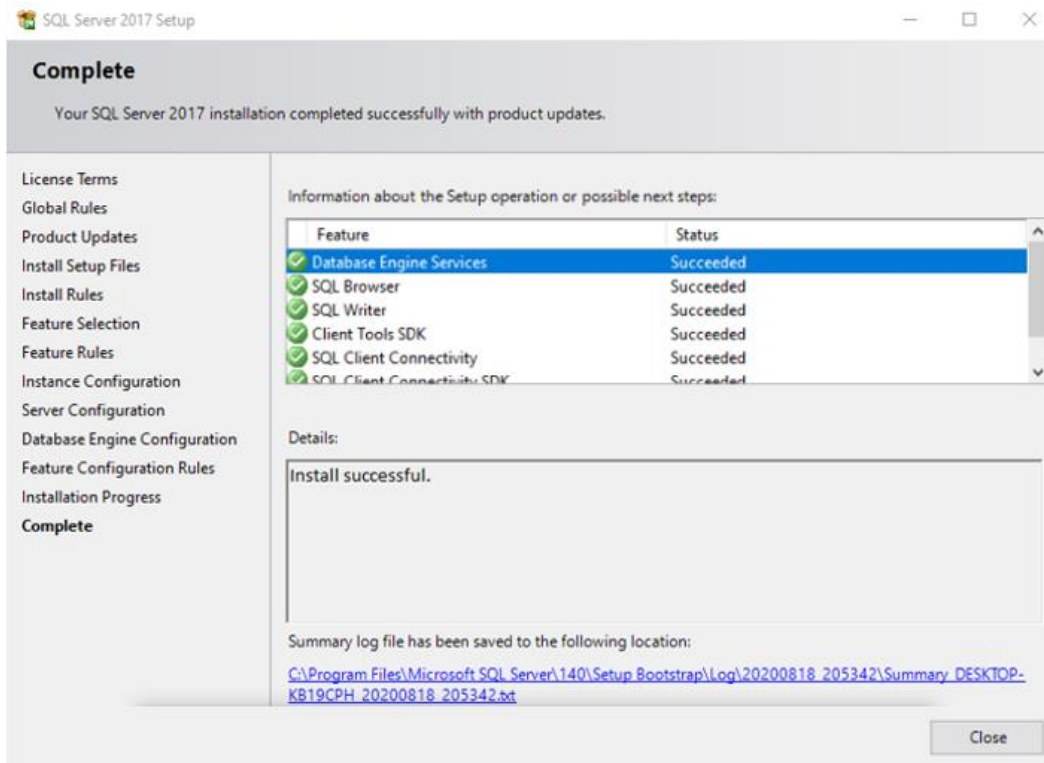 SQL Server 2017 Setup
Complete
Your SQL Server 2017 installation completed successfully with product updates.
License Terms
Global Rules
Product Updates
Install Setup Files
Install Rules
Feature Selection
Feature Rules
Instance Configuration
Server Configuration
Database Engine Configuration
Feature Configuration Rules
Installation Progress
Complete
Information about the Setup operation or possible next steps:
Feature Status
Database Engine Services Succeeded
SQL Browser Succeeded
SQL Writer Succeeded
Client Tools SDK Succeeded
SQL Client Connectivity Succeeded
SQL Client Connectivity SDK Succeeded
Details:
Install successful.
Summary log file has been saved to the following location:
C:\Program Files\Microsoft SQL Server\140\Setup Bootstrap\Log\20200818_205342\Summary_DESKTOP-
KB19CPH_20200818_205342.txt
Close